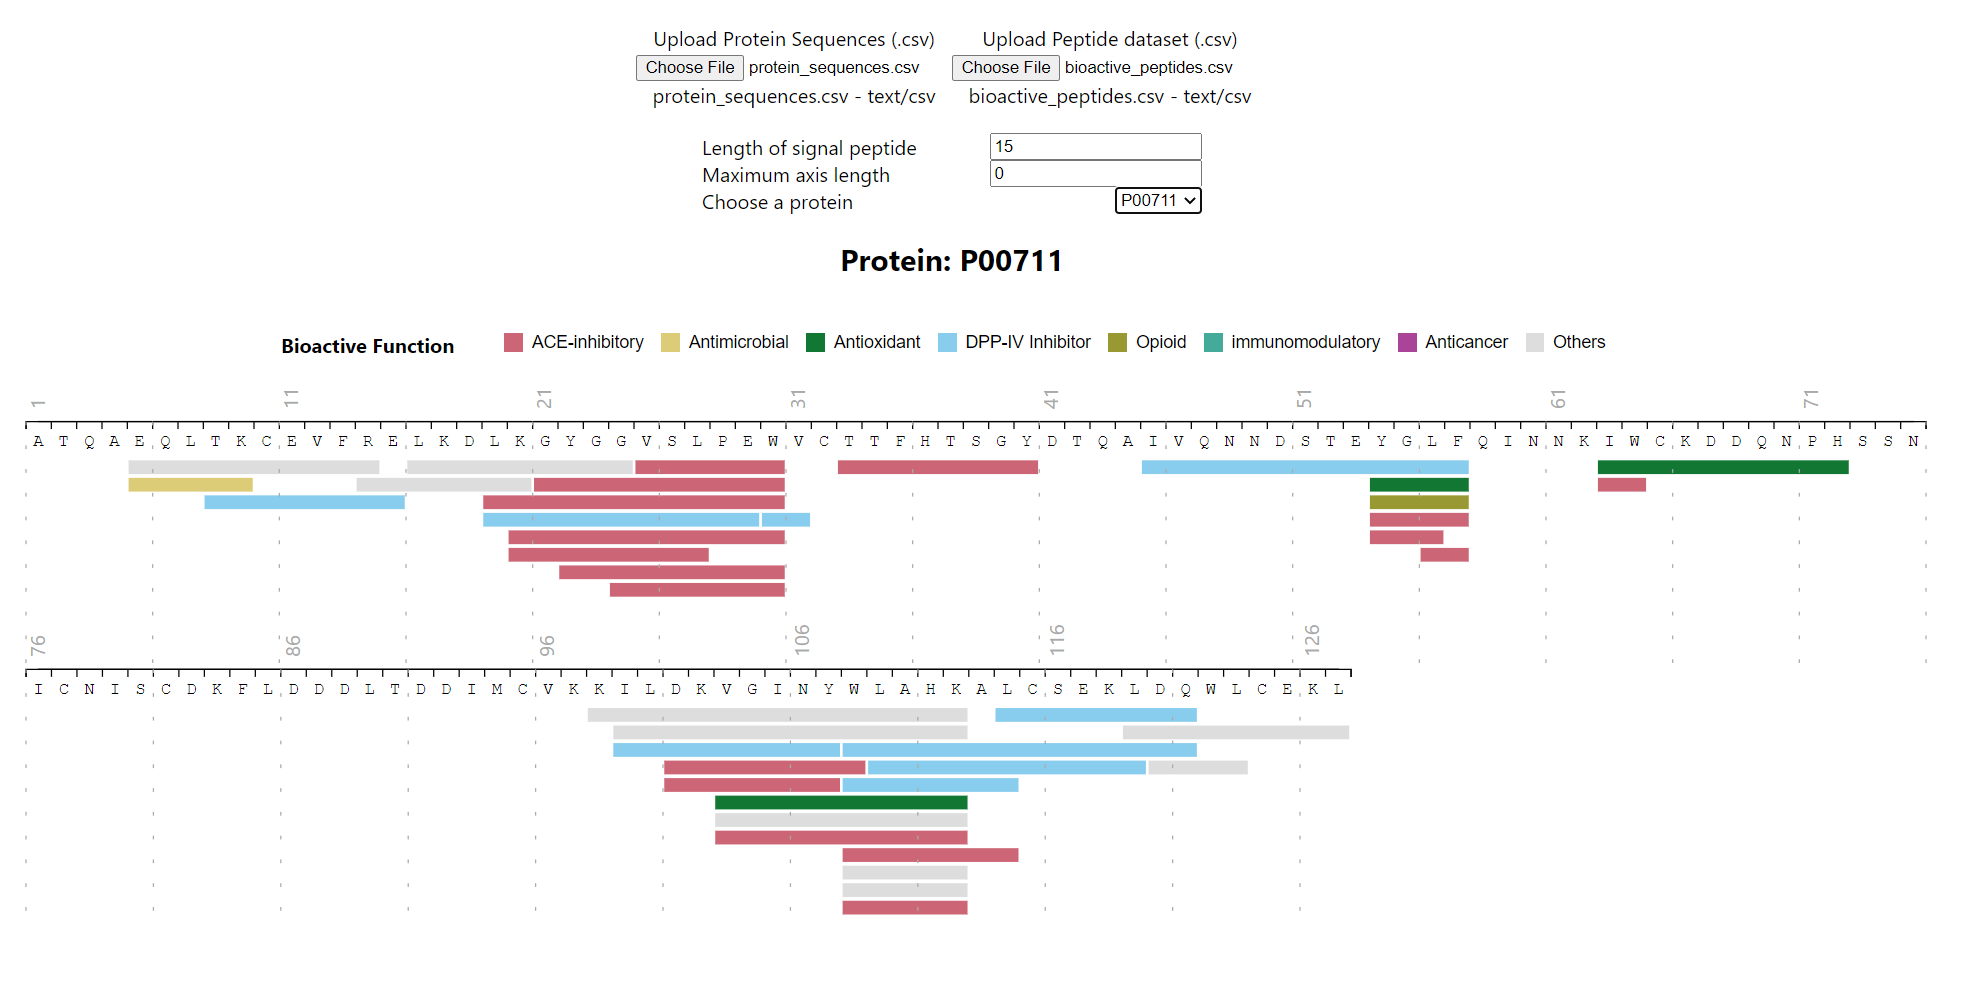 Upload Protein Sequences (.csv) Upload Peptide dataset (.csv)
Choose File protein_sequences.csv Choose File bioactive_peptides.csv
protein_sequences.csv - text/csv bioactive_peptides.csv - text/csv
Length of signal peptide 15
Maximum axis length 0
Choose a protein P00711
Protein: P00711
Bioactive Function ACE-inhibitory Antimicrobial Antioxidant DPP-IV Inhibitor Opioid immunomodulatory Anticancer Others
1 11 21 31 41 51 61 71
A T Q A E Q L T K C E V F R E L K D L K G Y G G V S L P E W V C T T F H T S G Y D T Q A I V Q N N D S T E Y G L F Q I N N K I W C K D D Q N P H S S N
76 86 96 106 116 126
I C N I S C D K F L D D D L T D D I M C V K K I L D K V G I N Y W L A H K A L C S E K L D Q W L C E K L